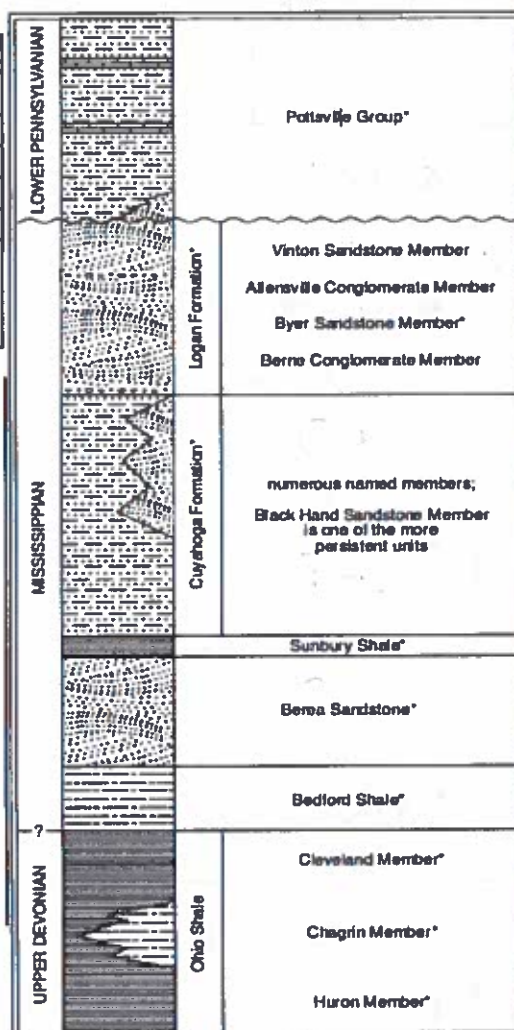 LOWER PENNSYLVANIAN
Pottsville Group*
MISSISSIPPIAN
Logan Formation*
Vinton Sandstone Member
Allensville Conglomerate Member
Byer Sandstone Member*
Berne Conglomerate Member
Cuyahoga Formation*
numerous named members;
Black Hand Sandstone Member
is one of the more
persistent units
Sunbury Shale*
Berea Sandstone*
Bedford Shale*
?
UPPER DEVONIAN
Ohio Shale
Cleveland Member*
Chagrin Member*
Huron Member*